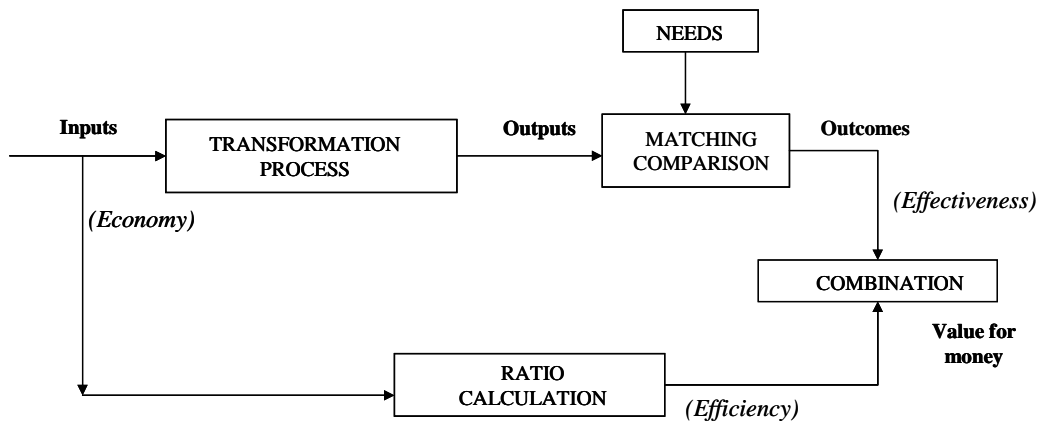 NEEDS
Inputs
TRANSFORMATION
PROCESS
Outputs
MATCHING
COMPARISON
Outcomes
(Economy)
(Effectiveness)
COMBINATION
Value for
money
RATIO
CALCULATION
(Efficiency)